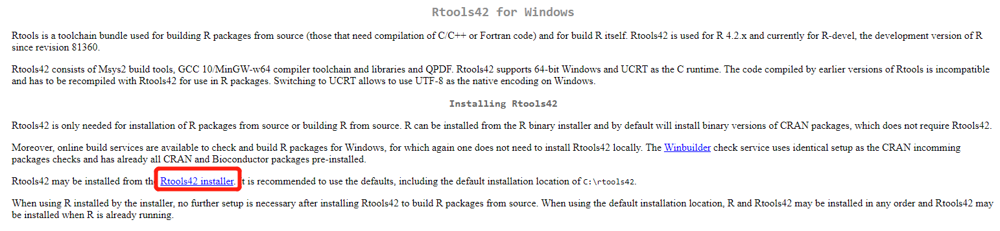 Rtools42 for Windows
Rtools is a toolchain bundle used for building R packages from source (those that need compilation of C/C++ or Fortran code) and for build R itself. Rtools42 is used for R 4.2.x and currently for R-devel, the development version of R
since revision 81360.
Rtools42 consists of Msys2 build tools, GCC 10/MinGW-w64 compiler toolchain and libraries and QPDF. Rtools42 supports 64-bit Windows and UCRT as the C runtime. The code compiled by earlier versions of Rtools is incompatible
and has to be recompiled with Rtools42 for use in R packages. Switching to UCRT allows to use UTF-8 as the native encoding on Windows.
Installing Rtools42
Rtools42 is only needed for installation of R packages from source or building R from source. R can be installed from the R binary installer and by default will install binary versions of CRAN packages, which does not require Rtools42.
Moreover, online build services are available to check and build R packages for Windows, for which again one does not need to install Rtools42 locally. The Winbuilder check service uses identical setup as the CRAN incomming
packages checks and has already all CRAN and Bioconductor packages pre-installed.
Rtools42 may be installed from the Rtools42 installer. It is recommended to use the defaults, including the default installation location of C:\rtools42.
When using R installed by the installer, no further setup is necessary after installing Rtools42 to build R packages from source. When using the default installation location, R and Rtools42 may be installed in any order and Rtools42 may
be installed when R is already running.